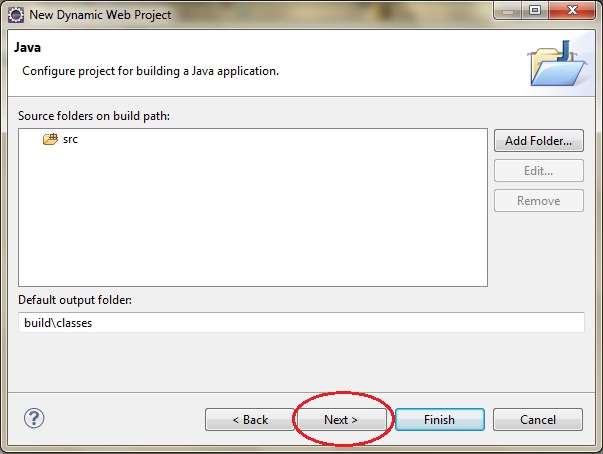 New Dynamic Web Project
Java
Configure project for building a Java application.
Source folders on build path:
src
Add Folder...
Edit...
Remove
Default output folder:
build\classes
?
< Back
Next >
Finish
Cancel